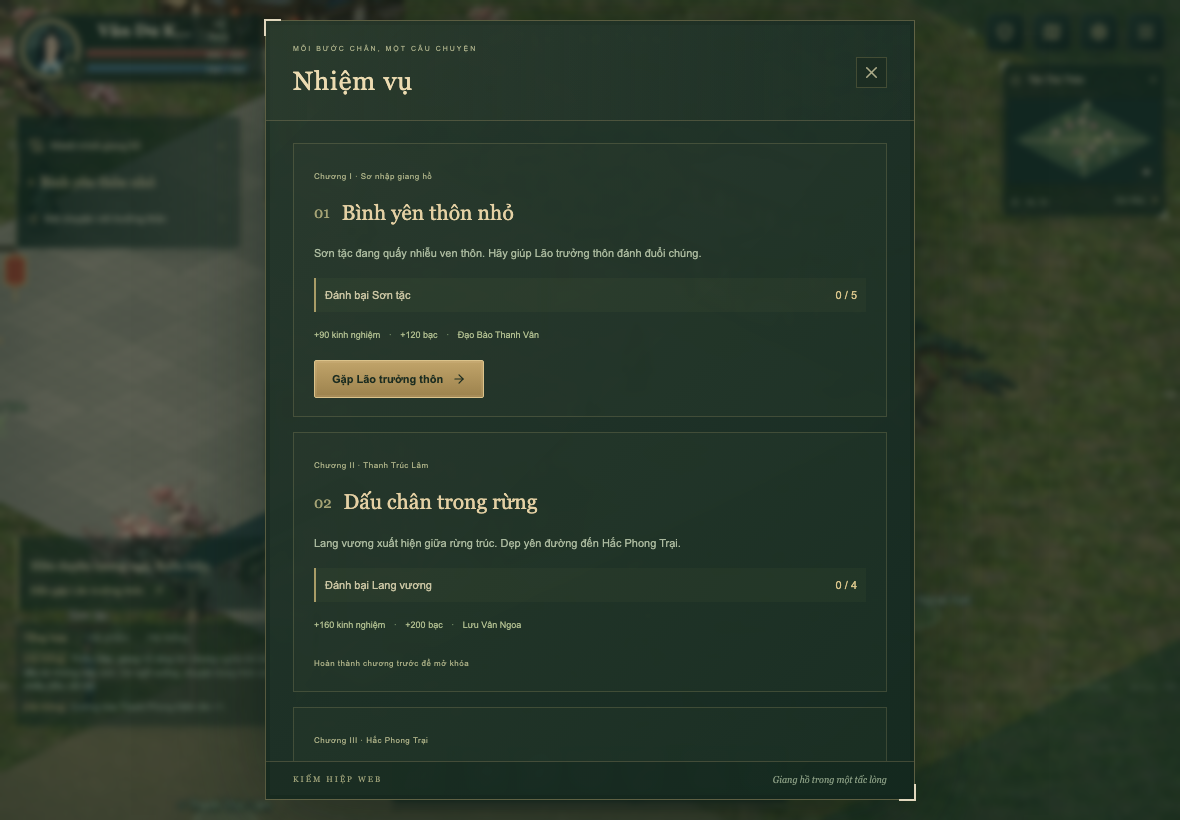 MỖI BƯỚC CHÂN, MỘT CÂU CHUYỆN
Nhiệm vụ
Chương I · Sơ nhập giang hồ
01 Bình yên thôn nhỏ
Sơn tặc đang quấy nhiễu ven thôn. Hãy giúp Lão trưởng thôn đánh đuổi chúng.
Đánh bại Sơn tặc 0 / 5
+90 kinh nghiệm · +120 bạc · Đạo Bào Thanh Vân
Gặp Lão trưởng thôn →
Chương II · Thanh Trúc Lâm
02 Dấu chân trong rừng
Lang vương xuất hiện giữa rừng trúc. Dẹp yên đường đến Hắc Phong Trại.
Đánh bại Lang vương 0 / 4
+160 kinh nghiệm · +200 bạc · Lưu Vân Ngoa
Hoàn thành chương trước để mở khóa
Chương III · Hắc Phong Trại
KIẾM HIỆP WEB
Giang hồ trong một tấc lòng